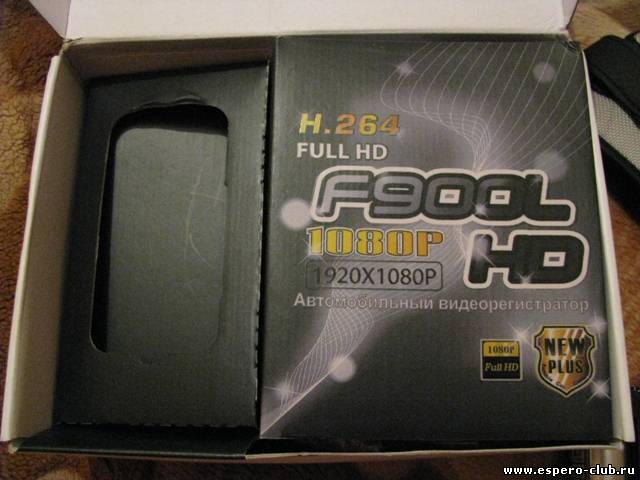 H.264
FULL HD
F900L
1080P
HD
1920X1080P
Автомобильный видеорегистратор
1080P
Full HD
NEW
PLUS
www.espero-club.ru